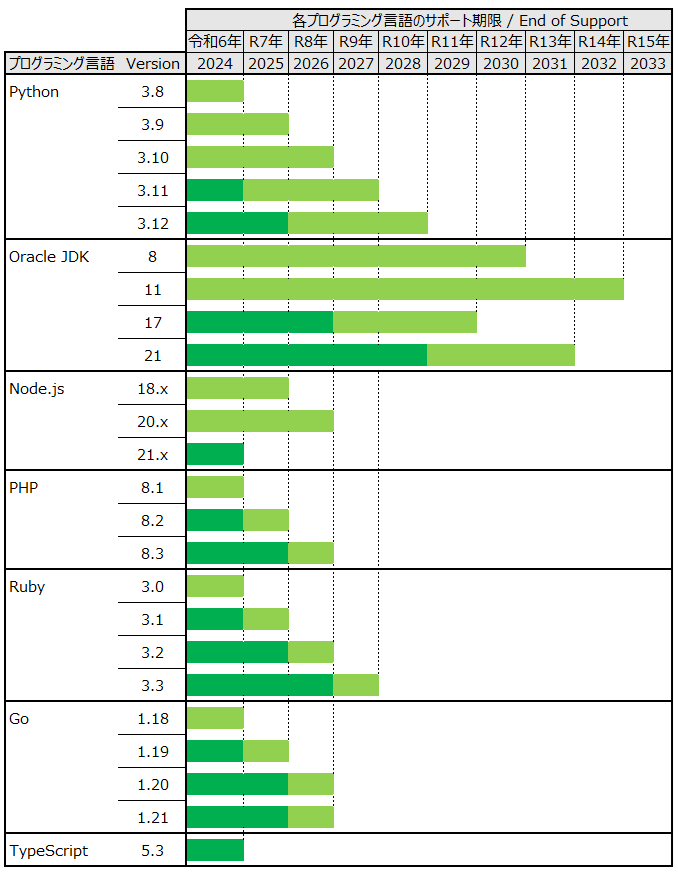 各プログラミング言語のサポート期限 / End of Support
令和6年 R7年 R8年 R9年 R10年 R11年 R12年 R13年 R14年 R15年
プログラミング言語 Version 2024 2025 2026 2027 2028 2029 2030 2031 2032 2033
Python 3.8
3.9
3.10
3.11
3.12
Oracle JDK 8
11
17
21
Node.js 18.x
20.x
21.x
PHP 8.1
8.2
8.3
Ruby 3.0
3.1
3.2
3.3
Go 1.18
1.19
1.20
1.21
TypeScript 5.3